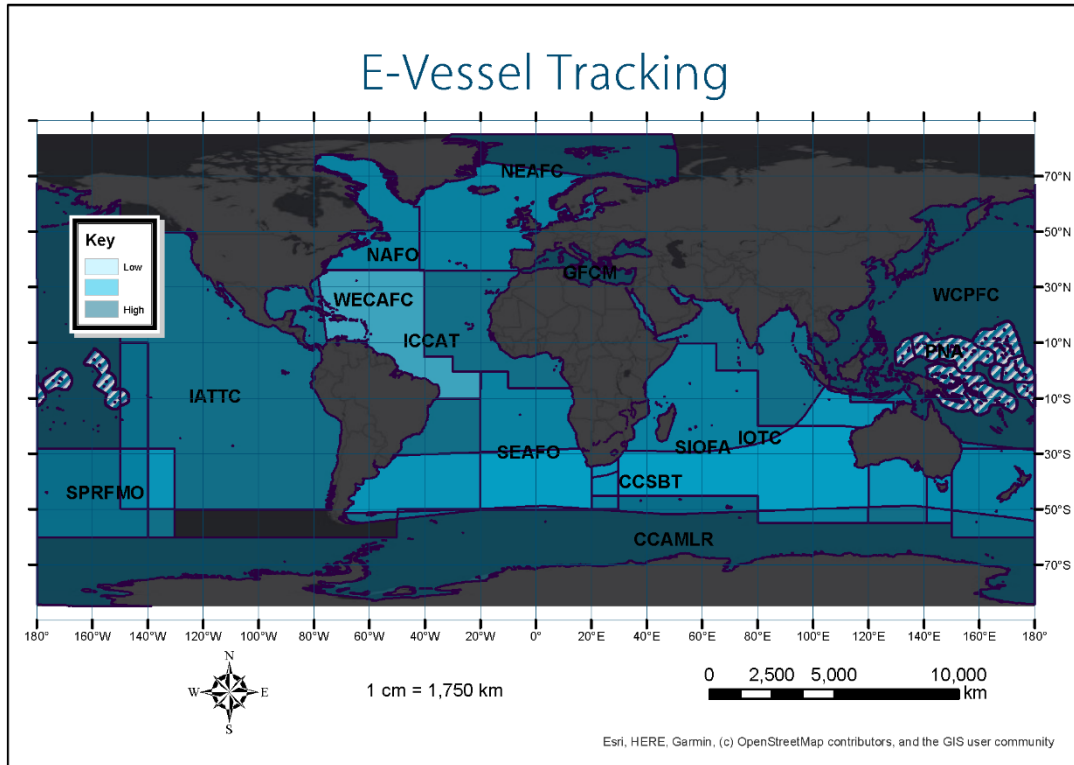 E-Vessel Tracking
70°N
NEAFC
50°N
Key
Low
High
NAFO
GFCM
30°N
WECAFC
WCPFC
ICCAT
10°N
PNA
IATTC
10°S
SEAFO
SIOFA
IOTC
30°S
SPRFMO
CCSBT
50°S
CCAMLR
70°S
180° 160°W 140°W 120°W 100°W 80°W 60°W 40°W 20°W 0° 20°E 40°E 60°E 80°E 100°E 120°E 140°E 160°E 180°
N
W E
S
1 cm = 1,750 km
0 2,500 5,000 10,000
km
Esri, HERE, Garmin, (c) OpenStreetMap contributors, and the GIS user community